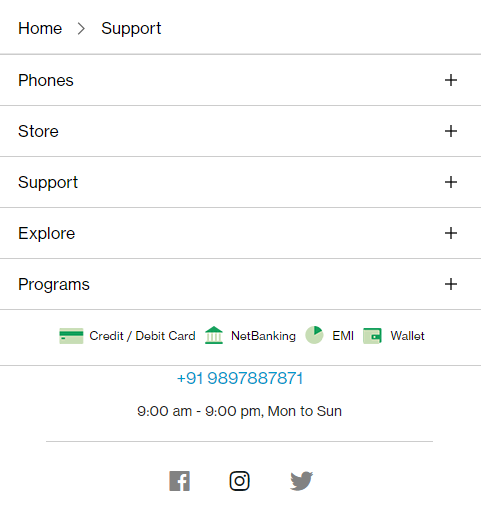 Home > Support
Phones +
Store +
Support +
Explore +
Programs +
Credit / Debit Card NetBanking EMI Wallet
+91 9897887871
9:00 am - 9:00 pm, Mon to Sun